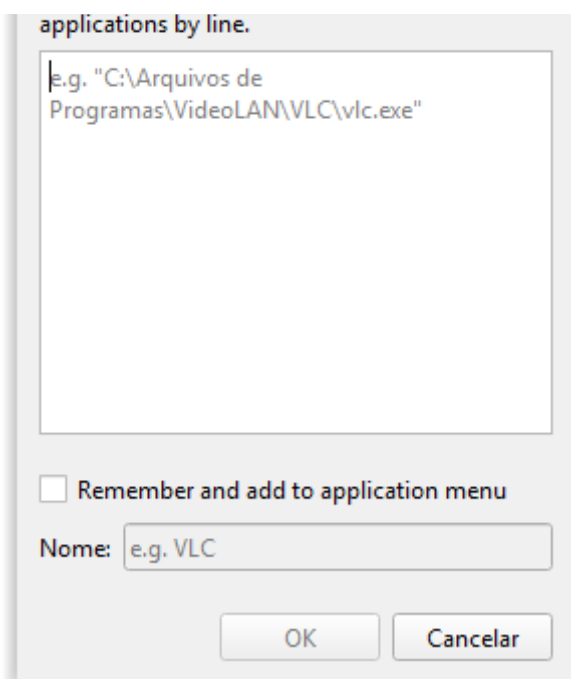 applications by line.
e.g. "C:\Arquivos de
Programas\VideoLAN\VLC\vlc.exe"
Remember and add to application menu
Nome: e.g. VLC
OK Cancelar